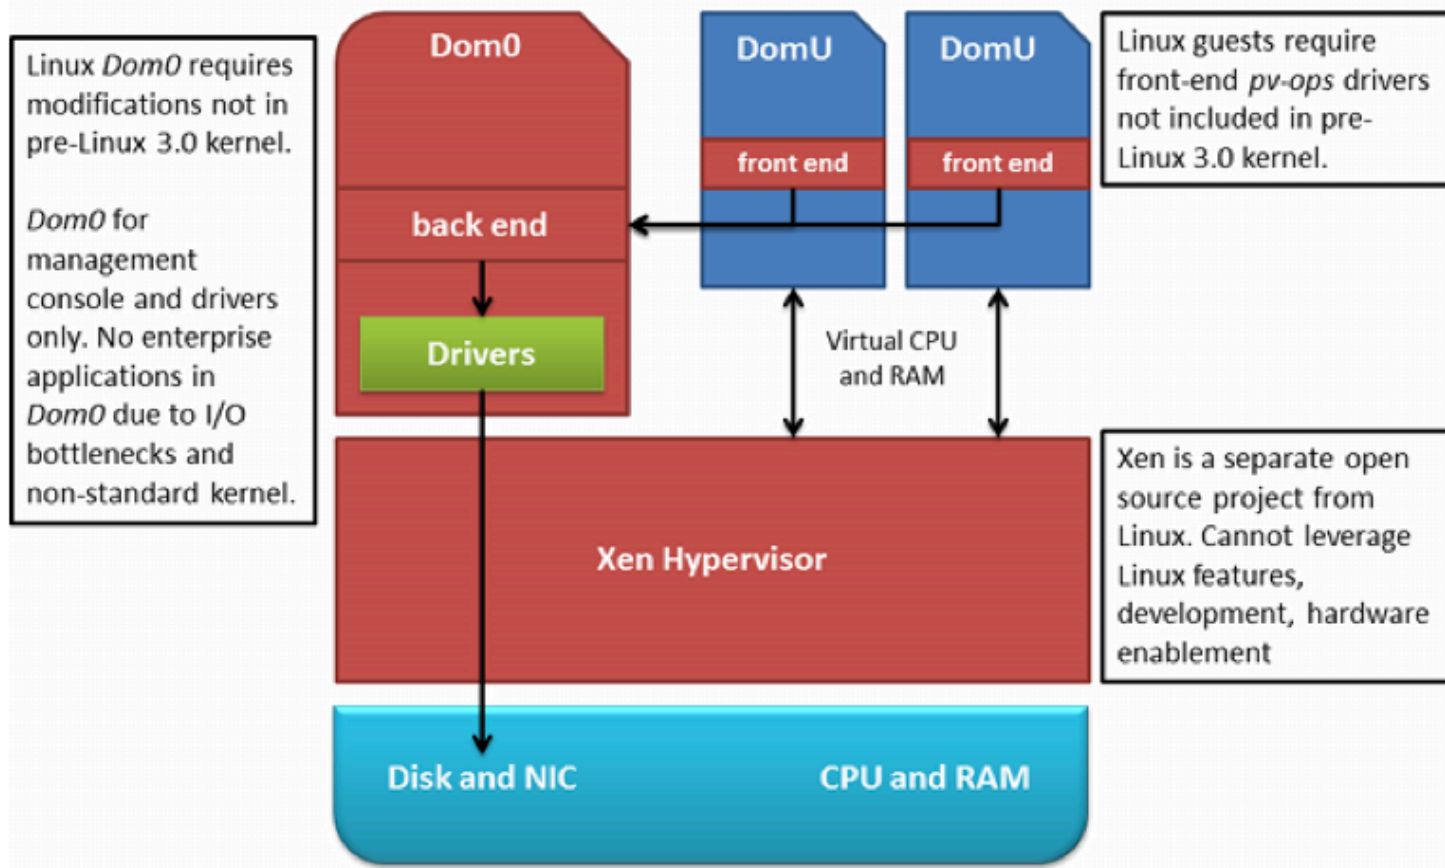 Linux Dom0 requires
modifications not in
pre-Linux 3.0 kernel.
Dom0 for
management
console and drivers
only. No enterprise
applications in
Dom0 due to I/O
bottlenecks and
non-standard kernel.
Dom0
back end
Drivers
DomU
front end
DomU
front end
Virtual CPU
and RAM
Linux guests require
front-end pv-ops drivers
not included in pre-
Linux 3.0 kernel.
Xen Hypervisor
Xen is a separate open
source project from
Linux. Cannot leverage
Linux features,
development, hardware
enablement
Disk and NIC
CPU and RAM